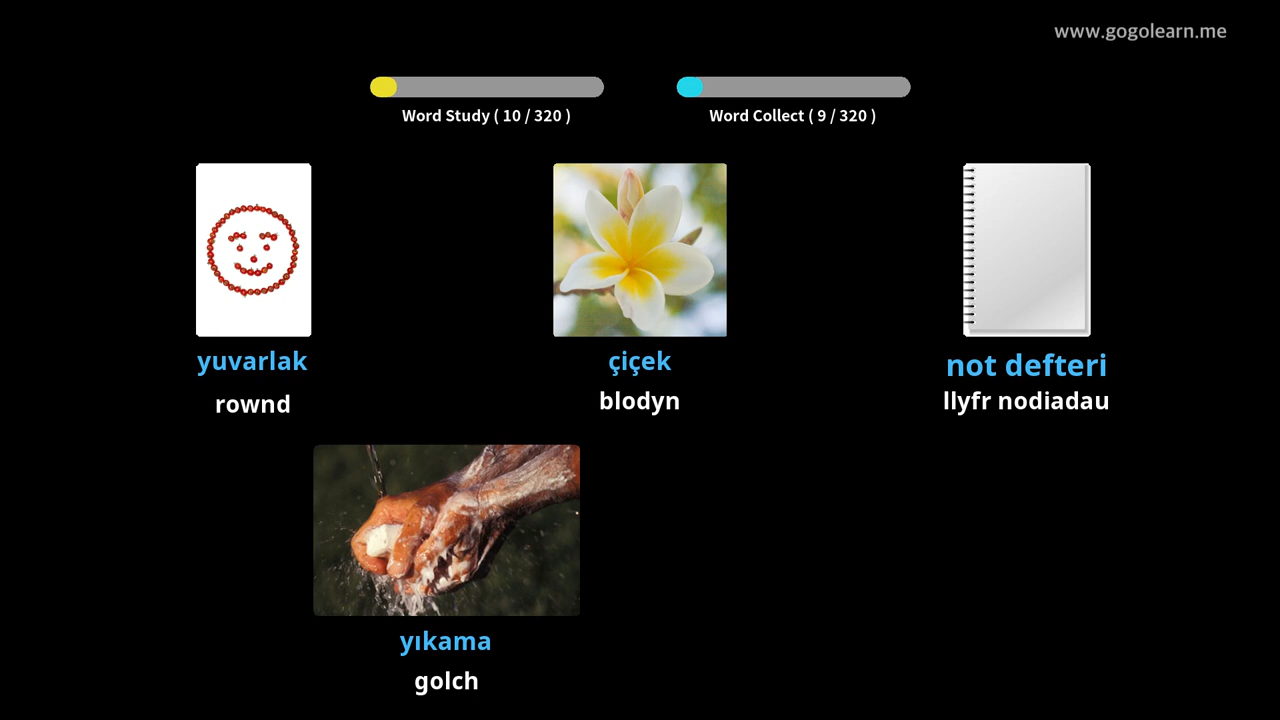 www.gogolearn.me
Word Study ( 10 / 320 )
Word Collect ( 9 / 320 )
yuvarlak
rownd
çiçek
blodyn
not defteri
llyfr nodiadau
yıkama
golch